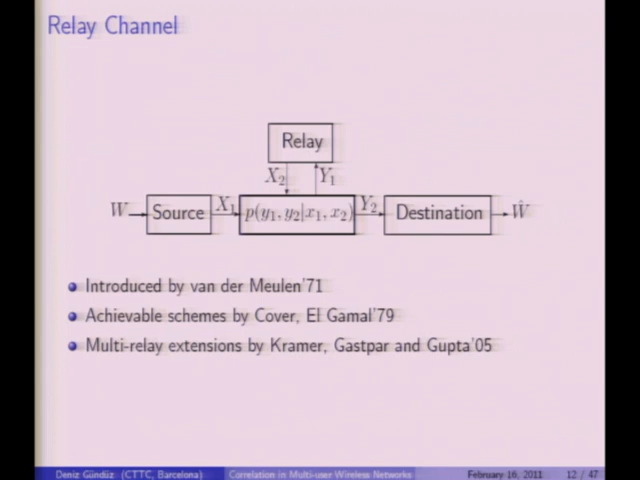 Relay Channel
Relay
X2 Y1
W Source X1 p(y1, y2|x1, x2) Y2 Destination Ŵ
Introduced by van der Meulen'71
Achievable schemes by Cover, El Gamal'79
Multi-relay extensions by Kramer, Gastpar and Gupta'05
Deniz Gündüz (CTTC, Barcelona) Correlation in Multi-user Wireless Networks February 16, 2011 12 / 47